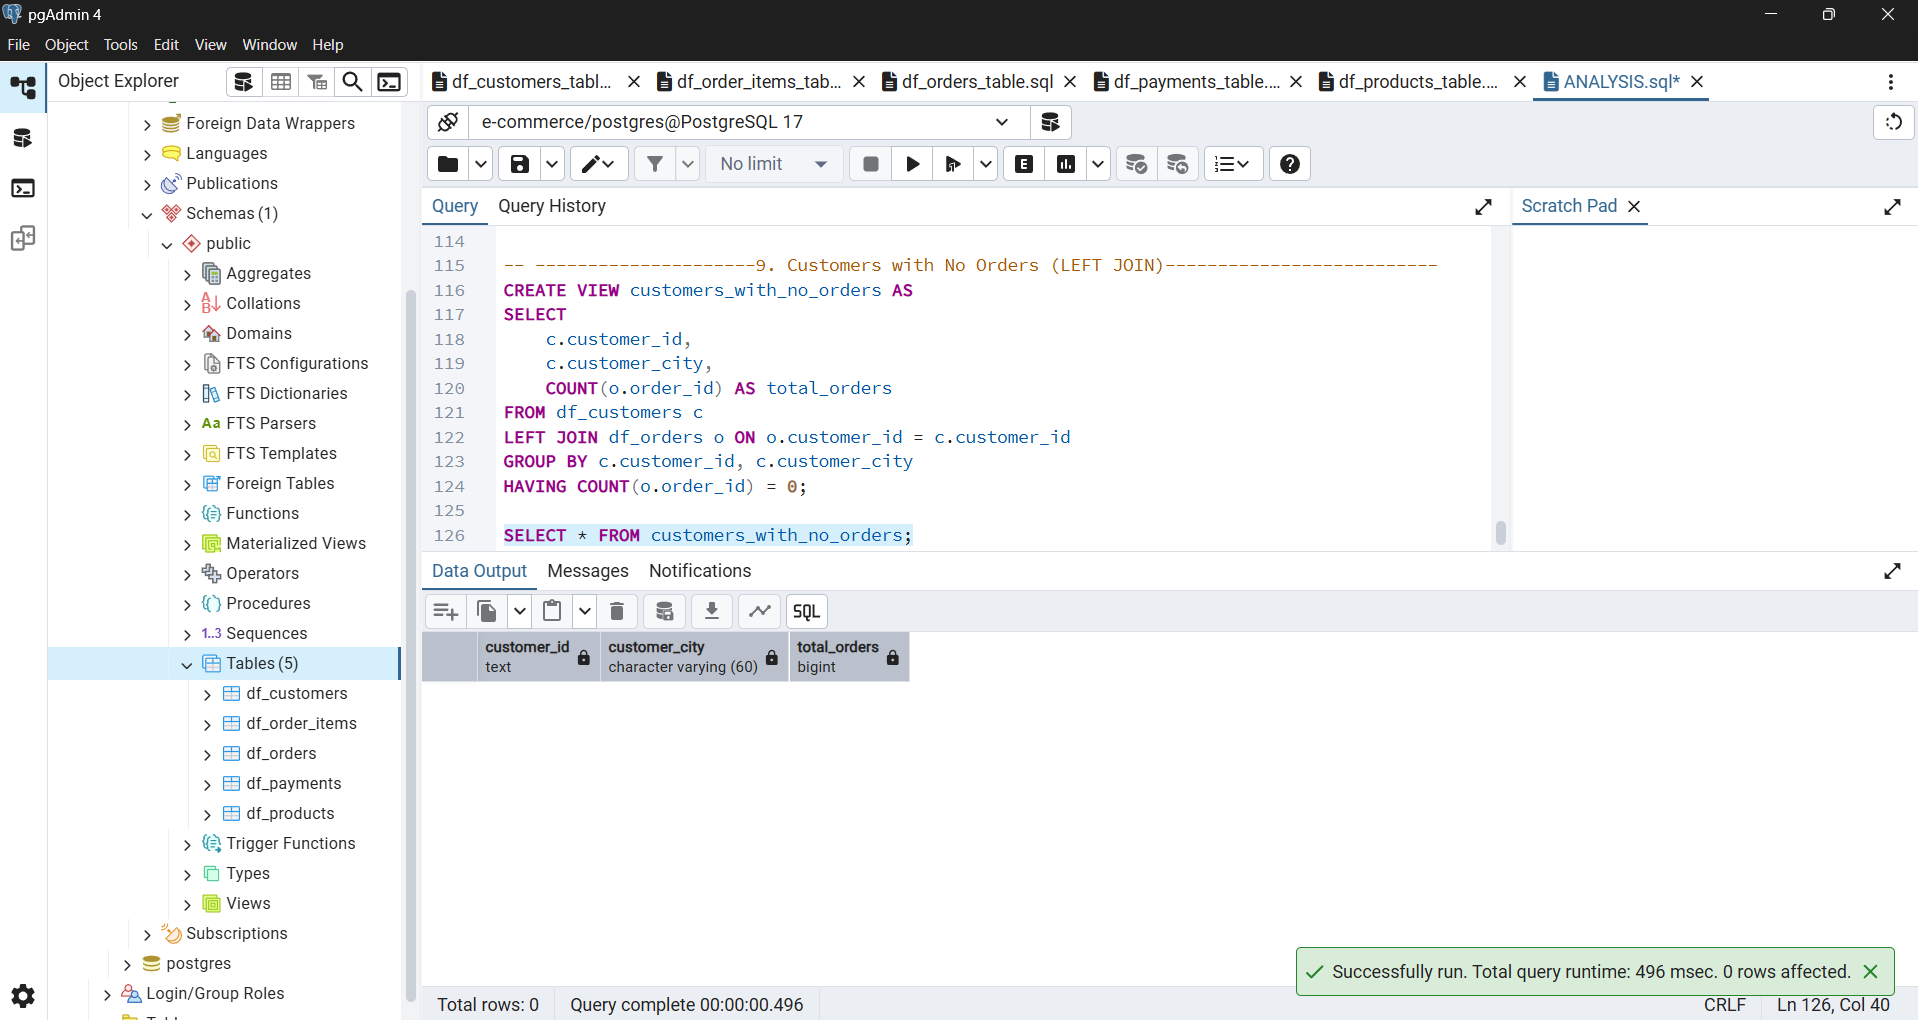 pgAdmin 4
File Object Tools Edit View Window Help
Object Explorer
df_customers_tabl... df_order_items_tab... df_orders_table.sql df_payments_table.... df_products_table.... ANALYSIS.sql*
e-commerce/postgres@PostgreSQL 17
No limit
E
Query Query History
Scratch Pad
Foreign Data Wrappers
Languages
Publications
Schemas (1)
public
Aggregates
Collations
Domains
FTS Configurations
FTS Dictionaries
Aa FTS Parsers
FTS Templates
Foreign Tables
Functions
Materialized Views
Operators
Procedures
1..3 Sequences
Tables (5)
df_customers
df_order_items
df_orders
df_payments
df_products
Trigger Functions
Types
Views
Subscriptions
postgres
Login/Group Roles
114
115 -- ---------------------9. Customers with No Orders (LEFT JOIN)--------------------------
116 CREATE VIEW customers_with_no_orders AS
117 SELECT
118 c.customer_id,
119 c.customer_city,
120 COUNT(o.order_id) AS total_orders
121 FROM df_customers c
122 LEFT JOIN df_orders o ON o.customer_id = c.customer_id
123 GROUP BY c.customer_id, c.customer_city
124 HAVING COUNT(o.order_id) = 0;
125
126 SELECT * FROM customers_with_no_orders;
Data Output Messages Notifications
SQL
customer_id customer_city total_orders
text character varying (60) bigint
Successfully run. Total query runtime: 496 msec. 0 rows affected.
Total rows: 0 Query complete 00:00:00.496 CRLF Ln 126, Col 40